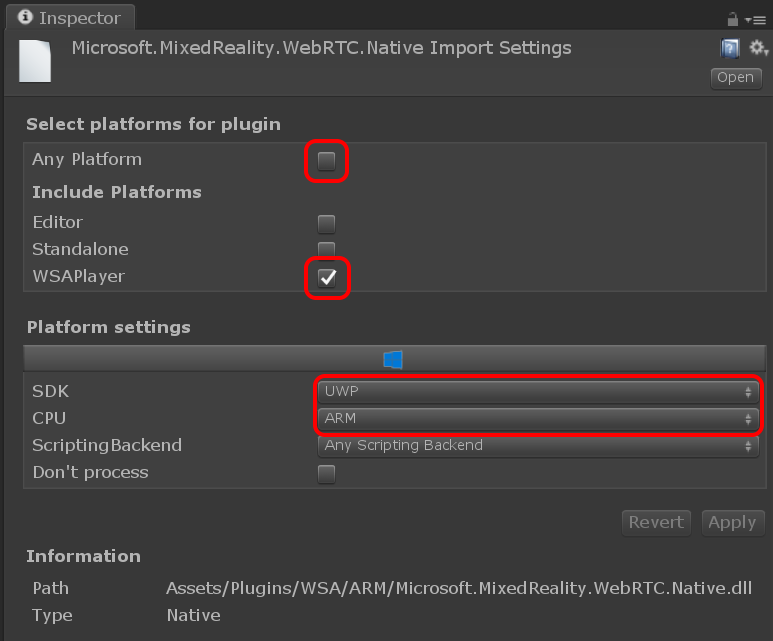 Inspector
Microsoft.MixedReality.WebRTC.Native Import Settings
Open
Select platforms for plugin
Any Platform
Include Platforms
Editor
Standalone
WSAPlayer
Platform settings
SDK UWP
CPU ARM
ScriptingBackend Any Scripting Backend
Don't process
Revert Apply
Information
Path Assets/Plugins/WSA/ARM/Microsoft.MixedReality.WebRTC.Native.dll
Type Native